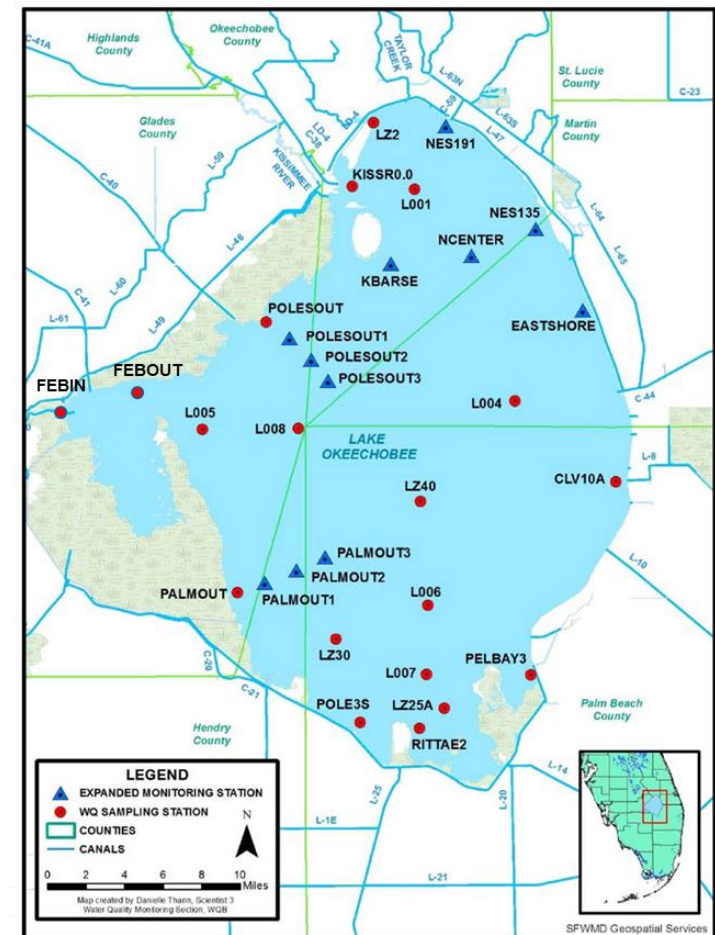 C-41A
Highlands
County
Okeechobee
County
TAYLOR
CREEK
L-63N
St. Lucie
County
C-23
LD-4
LD-4
C-38
KISSIMMEE
RIVER
LZ2
C-59
NES191
L-63S
L-47
Martin
County
Glades
County
L-59
C-40
KISSR0.0
L001
NES135
L-64
L-65
NCENTER
KBARSE
L-48
L-60
C-41
L-61
L-49
POLESOUT
POLESOUT1
POLESOUT2
POLESOUT3
EASTSHORE
FEBIN
FEBOUT
L005
L008
L004
C-44
LAKE
OKEECHOBEE
L-8
CLV10A
LZ40
L-10
PALMOUT3
PALMOUT2
PALMOUT
PALMOUT1
L006
LZ30
C-20
C-21
L007
PELBAY3
POLE3S
LZ25A
RITTAE2
Hendry
County
Palm Beach
County
L-14
L-25
L-20
L-1E
L-21
LEGEND
EXPANDED MONITORING STATION
WQ SAMPLING STATION
COUNTIES
CANALS
N
0 2 4 6 8 10
Miles
Map created by Danielle Tharin, Scientist 3
Water Quality Monitoring Section, WQB
SFWMD Geospatial Services